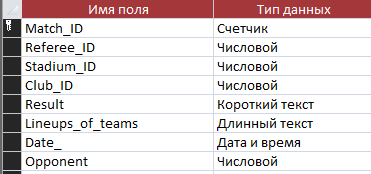 Имя поля Тип данных
Match_ID Счетчик
Referee_ID Числовой
Stadium_ID Числовой
Club_ID Числовой
Result Короткий текст
Lineups_of_teams Длинный текст
Date_ Дата и время
Opponent Числовой